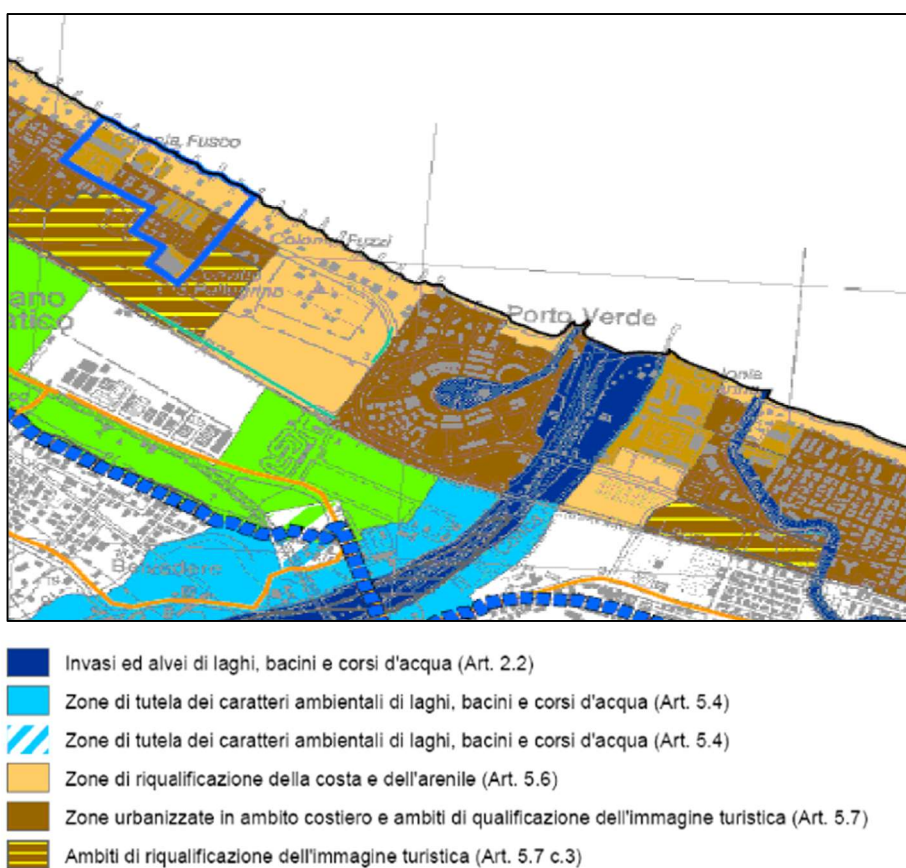 Fusco
Colonia Fuzzi
Porto Verde
Belvedere
Invasi ed alvei di laghi, bacini e corsi d'acqua (Art. 2.2)
Zone di tutela dei caratteri ambientali di laghi, bacini e corsi d'acqua (Art. 5.4)
Zone di tutela dei caratteri ambientali di laghi, bacini e corsi d'acqua (Art. 5.4)
Zone di riqualificazione della costa e dell'arenile (Art. 5.6)
Zone urbanizzate in ambito costiero e ambiti di qualificazione dell'immagine turistica (Art. 5.7)
Ambiti di riqualificazione dell'immagine turistica (Art. 5.7 c.3)